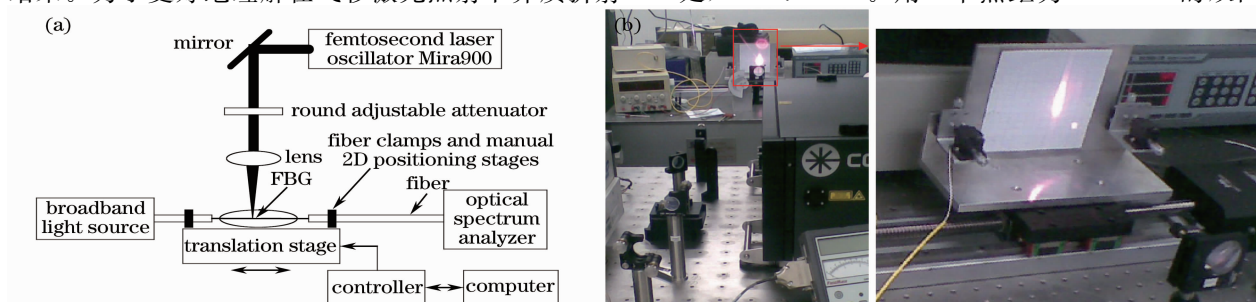 (a)
(b)
mirror
femtosecond laser
oscillator Mira900
round adjustable attenuator
fiber clamps and manual
2D positioning stages
lens
FBG
fiber
broadband
light source
optical
spectrum
analyzer
translation stage
controller
computer
CO